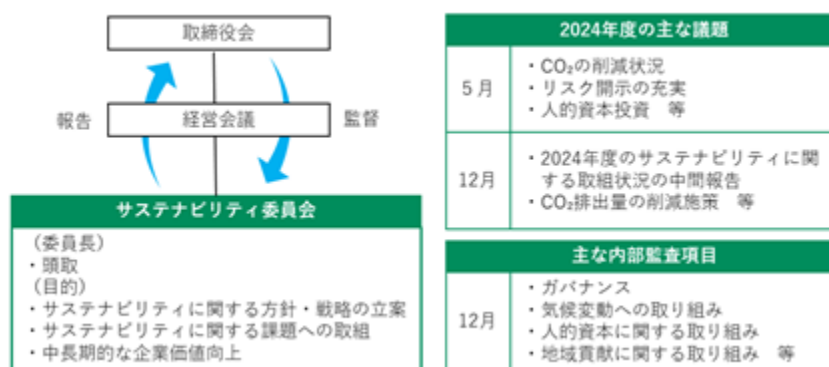 取締役会
報告
経営会議
監督
サステナビリティ委員会
（委員長）
・頭取
（目的）
・サステナビリティに関する方針・戦略の立案
・サステナビリティに関する課題への取組
・中長期的な企業価値向上
2024年度の主な議題
5月
・CO₂の削減状況
・リスク開示の充実
・人的資本投資　等
12月
・2024年度のサステナビリティに関
する取組状況の中間報告
・CO₂排出量の削減施策　等
主な内部監査項目
12月
・ガバナンス
・気候変動への取り組み
・人的資本に関する取り組み
・地域貢献に関する取り組み　等